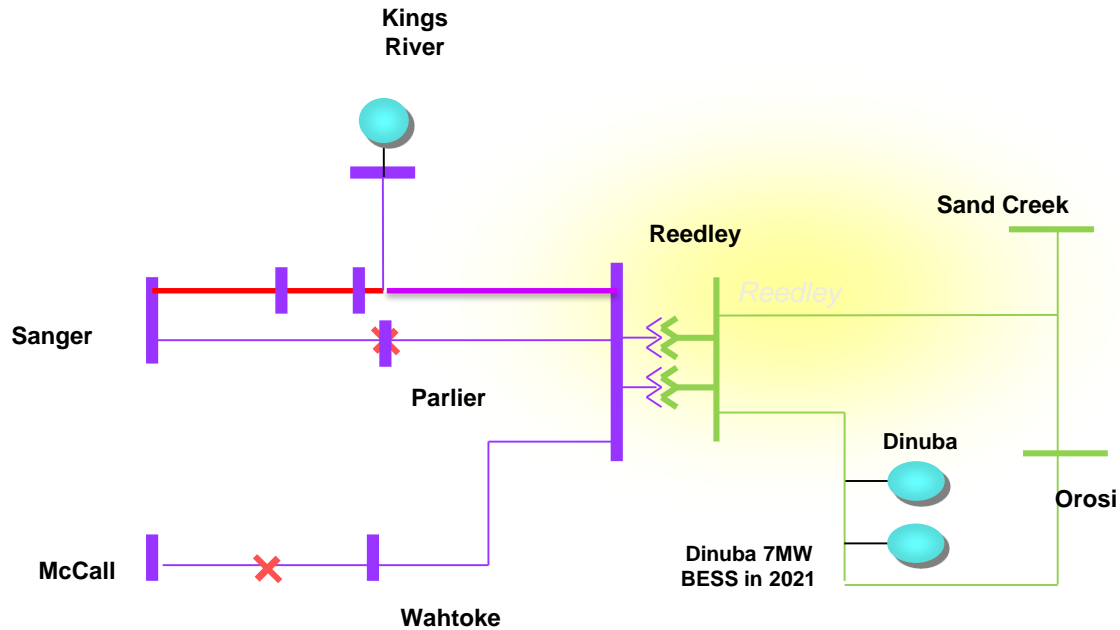 Kings
River
Sand Creek
Reedley
Reedley
Sanger
Parlier
Dinuba
Orosi
Dinuba 7MW
BESS in 2021
McCall
Wahtoke